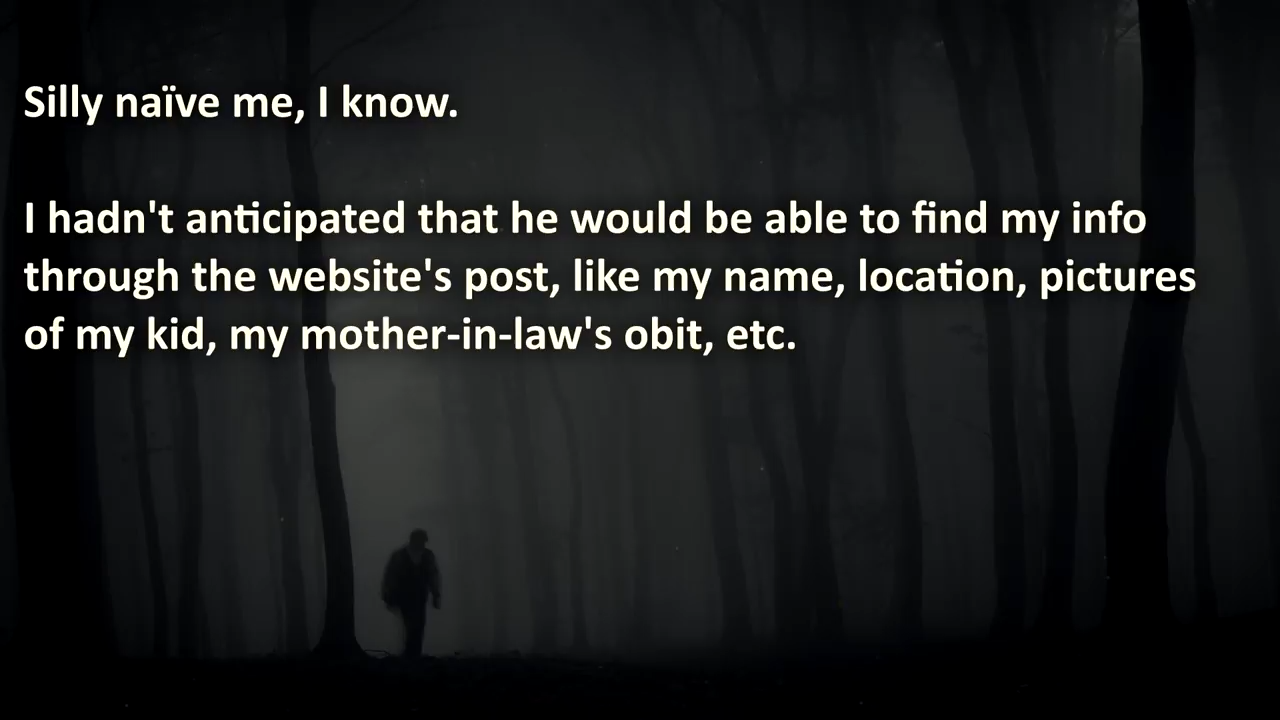 Silly naïve me, I know.
I hadn't anticipated that he would be able to find my info
through the website's post, like my name, location, pictures
of my kid, my mother-in-law's obit, etc.